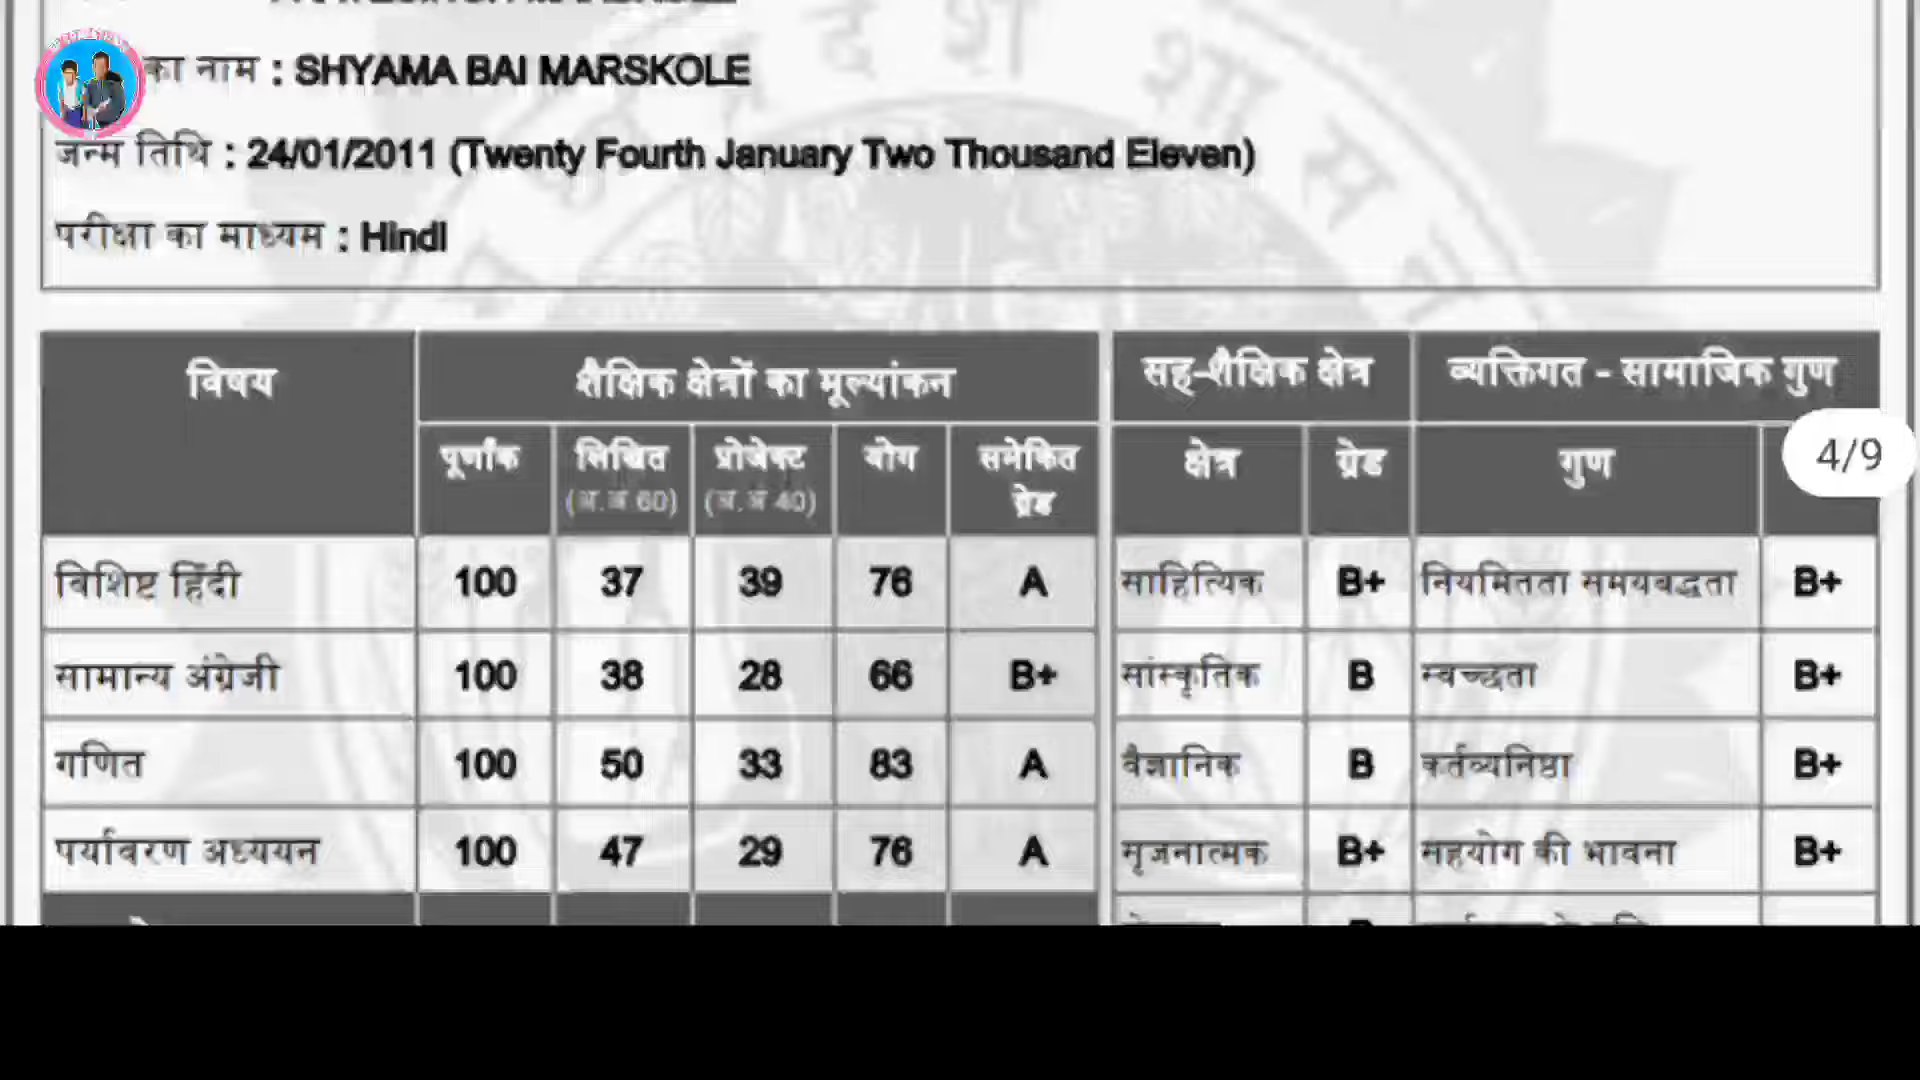 का नाम : SHYAMA BAI MARSKOLE
जन्म तिथि : 24/01/2011 (Twenty Fourth January Two Thousand Eleven)
परीक्षा का माध्यम : Hindi
विषय शैक्षिक क्षेत्रों का मूल्यांकन सह-शैक्षिक क्षेत्र व्यक्तिगत - सामाजिक गुण
पूर्णांक लिखित प्रोजेक्ट योग समेकित ग्रेड क्षेत्र ग्रेड गुण 4/9
(अ.अ 60) (अ.अ 40)
विशिष्ट हिंदी 100 37 39 76 A साहित्यिक B+ नियमितता समयबद्धता B+
सामान्य अंग्रेजी 100 38 28 66 B+ सांस्कृतिक B स्वच्छता B+
गणित 100 50 33 83 A वैज्ञानिक B कर्तव्यनिष्ठा B+
पर्यावरण अध्ययन 100 47 29 76 A सृजनात्मक B+ सहयोग की भावना B+